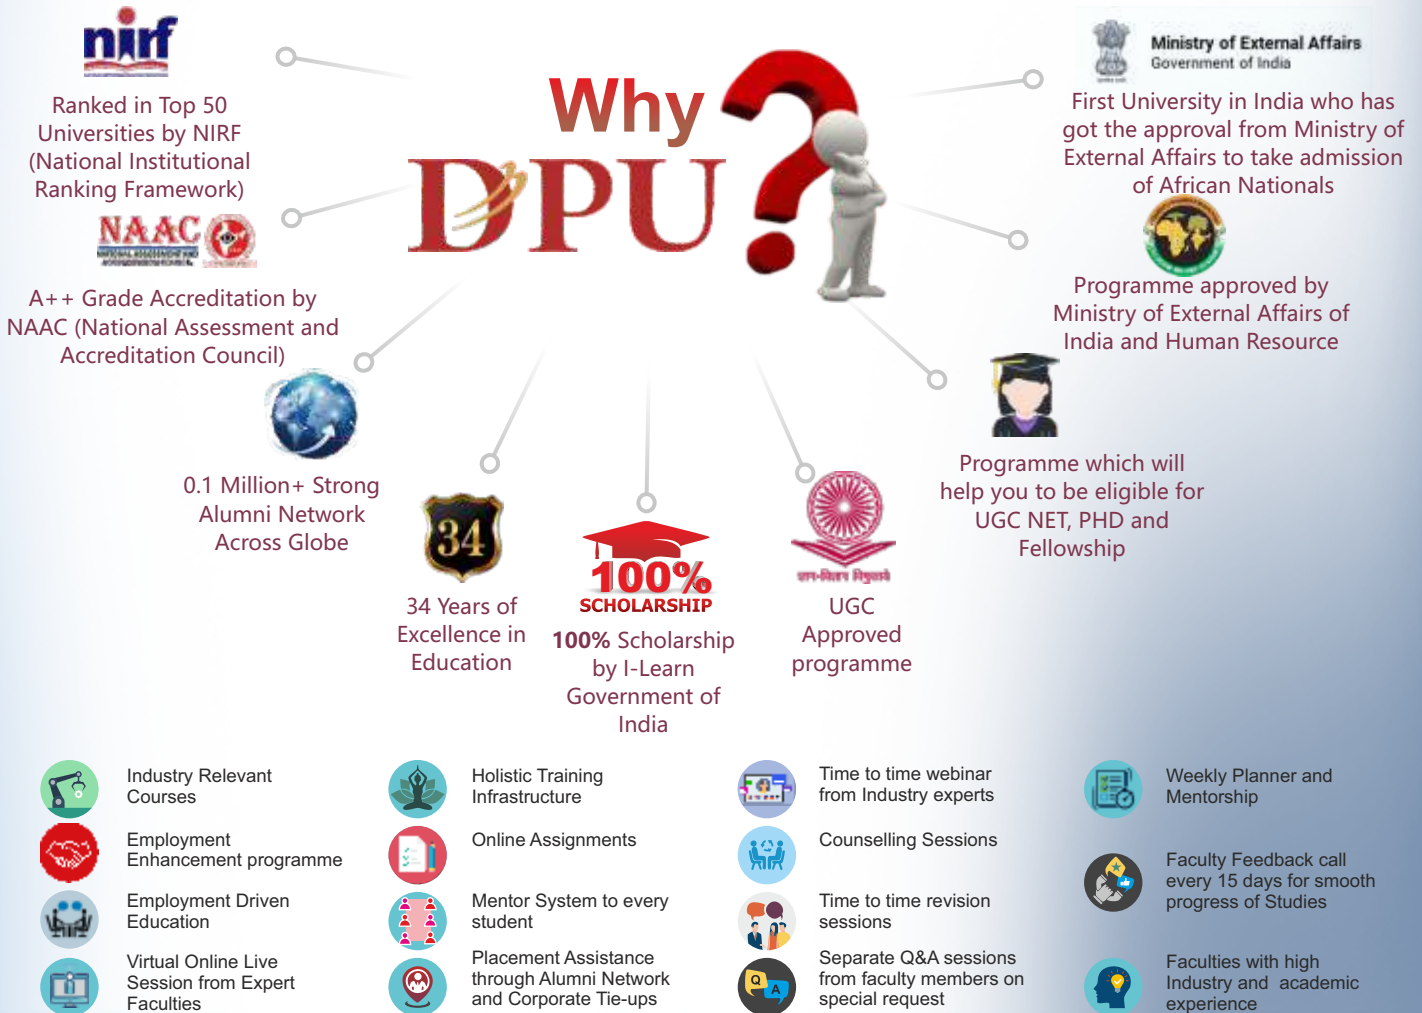 nirf
Ranked in Top 50
Universities by NIRF
(National Institutional
Ranking Framework)
NAAC
NATIONAL ASSESSMENT AND
A++ Grade Accreditation by
NAAC (National Assessment and
Accreditation Council)
0.1 Million+ Strong
Alumni Network
Across Globe
Why
DPU
?
34
34 Years of
Excellence in
Education
100%
SCHOLARSHIP
100% Scholarship
by I-Learn
Government of
India
UGC
Approved
programme
Ministry of External Affairs
Government of India
First University in India who has
got the approval from Ministry of
External Affairs to take admission
of African Nationals
Programme approved by
Ministry of External Affairs of
India and Human Resource
Programme which will
help you to be eligible for
UGC NET, PHD and
Fellowship
Industry Relevant
Courses
Employment
Enhancement programme
Employment Driven
Education
Virtual Online Live
Session from Expert
Faculties
Holistic Training
Infrastructure
Online Assignments
Mentor System to every
student
Placement Assistance
through Alumni Network
and Corporate Tie-ups
Time to time webinar
from Industry experts
Counselling Sessions
Time to time revision
sessions
Q
A
Separate Q&A sessions
from faculty members on
special request
Weekly Planner and
Mentorship
Faculty Feedback call
every 15 days for smooth
progress of Studies
Faculties with high
Industry and academic
experience